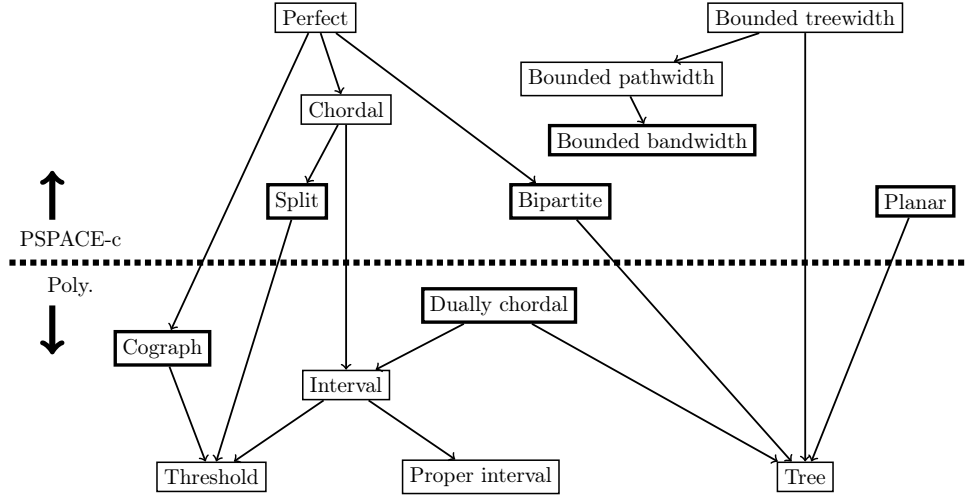 Perfect
Bounded treewidth
Bounded pathwidth
Chordal
Bounded bandwidth
Split
Bipartite
Planar
PSPACE-c
Poly.
Dually chordal
Cograph
Interval
Threshold
Proper interval
Tree